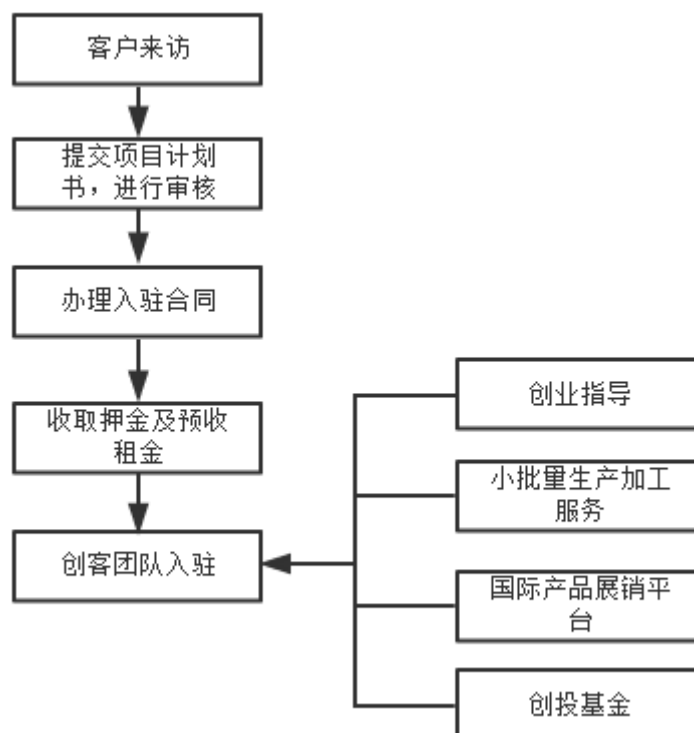 客户来访
提交项目计划
书，进行审核
办理入驻合同
收取押金及预收
租金
创客团队入驻
创业指导
小批量生产加工
服务
国际产品展销平
台
创投基金